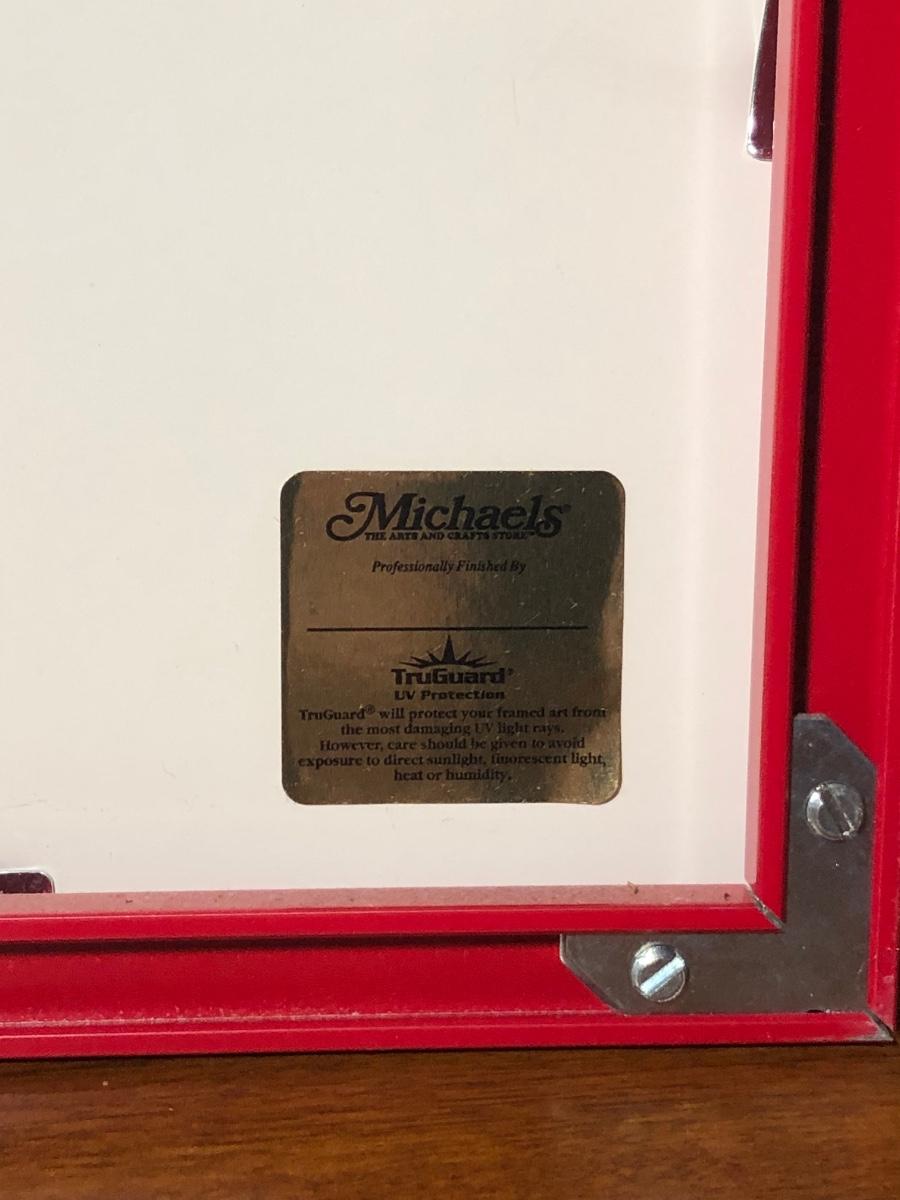 Michaels®
THE ARTS AND CRAFTS STORE™
Professionally Finished By
TruGuard®
UV Protection
TruGuard® will protect your framed art from
the most damaging UV light rays.
However, care should be given to avoid
exposure to direct sunlight, fluorescent light,
heat or humidity.